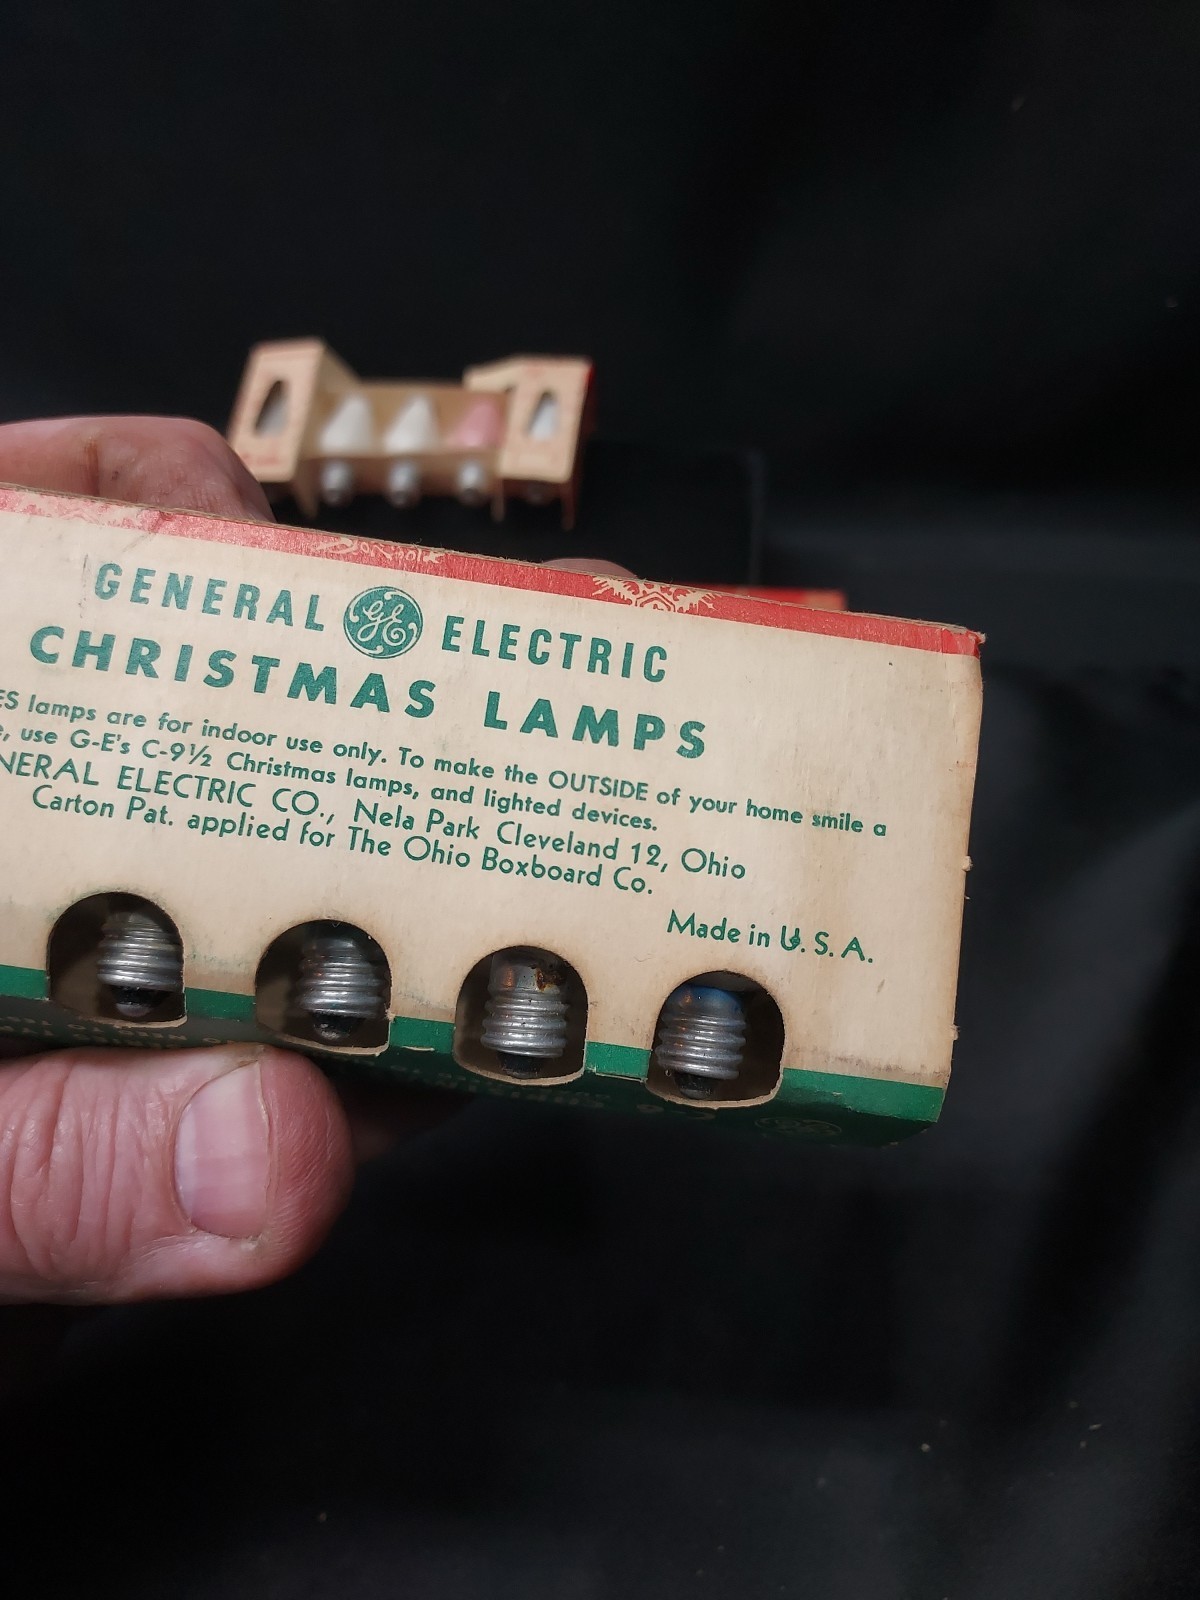 GENERAL GE ELECTRIC
CHRISTMAS LAMPS
ES lamps are for indoor use only. To make the OUTSIDE of your home smile a
, use G-E's C-9½ Christmas lamps, and lighted devices.
NERAL ELECTRIC CO., Nela Park Cleveland 12, Ohio
Carton Pat. applied for The Ohio Boxboard Co.
Made in U.S.A.